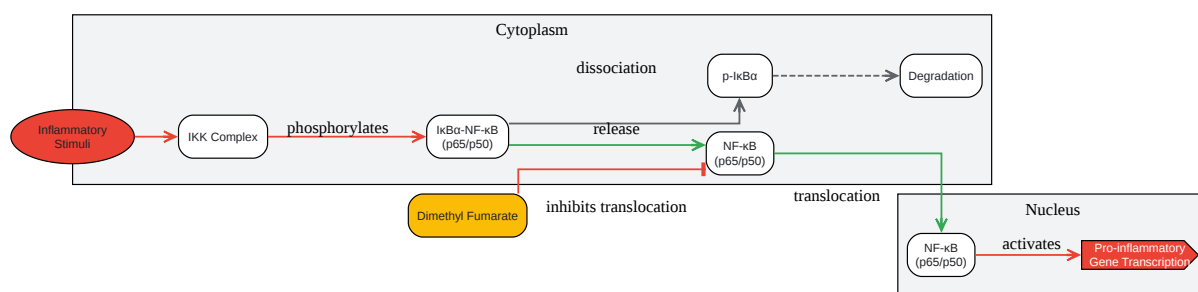 Cytoplasm
dissociation
p-IκBα
Degradation
Inflammatory
Stimuli
IKK Complex
phosphorylates
IκBα-NF-κB
(p65/p50)
release
NF-κB
(p65/p50)
Dimethyl Fumarate
inhibits translocation
translocation
Nucleus
NF-κB
(p65/p50)
activates
Pro-inflammatory
Gene Transcription